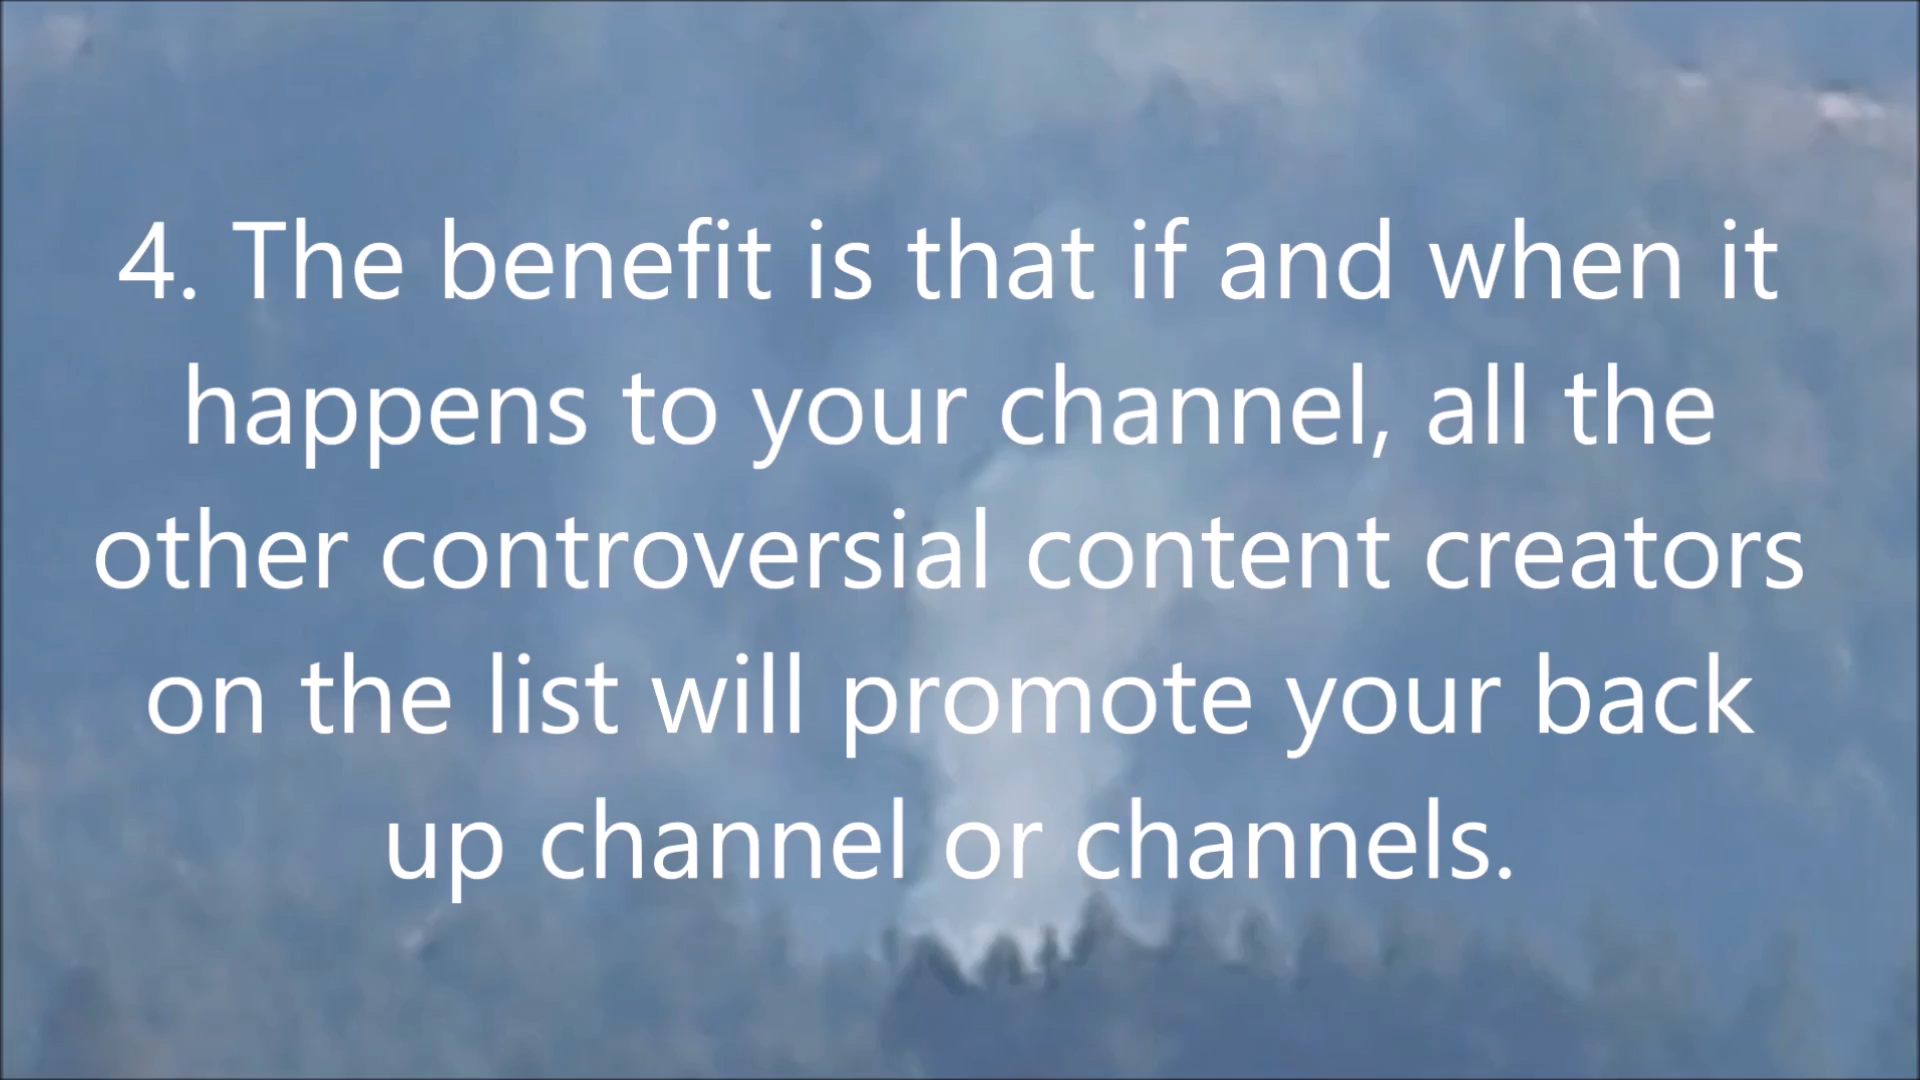 4. The benefit is that if and when it
happens to your channel, all the
other controversial content creators
on the list will promote your back
up channel or channels.